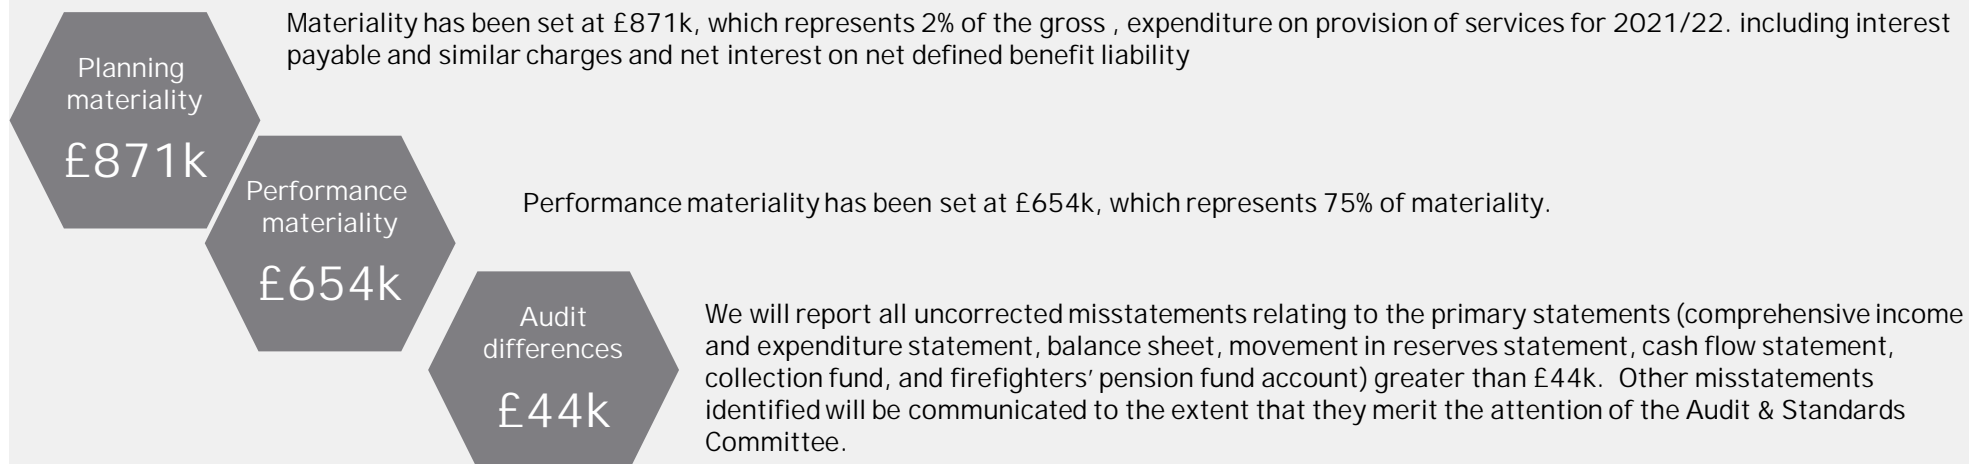 Materiality has been set at £871k, which represents 2% of the gross , expenditure on provision of services for 2021/22. including interest
payable and similar charges and net interest on net defined benefit liability
Planning
materiality
£871k
Performance
materiality
£654k
Performance materiality has been set at £654k, which represents 75% of materiality.
Audit
differences
£44k
We will report all uncorrected misstatements relating to the primary statements (comprehensive income
and expenditure statement, balance sheet, movement in reserves statement, cash flow statement,
collection fund, and firefighters’ pension fund account) greater than £44k. Other misstatements
identified will be communicated to the extent that they merit the attention of the Audit & Standards
Committee.